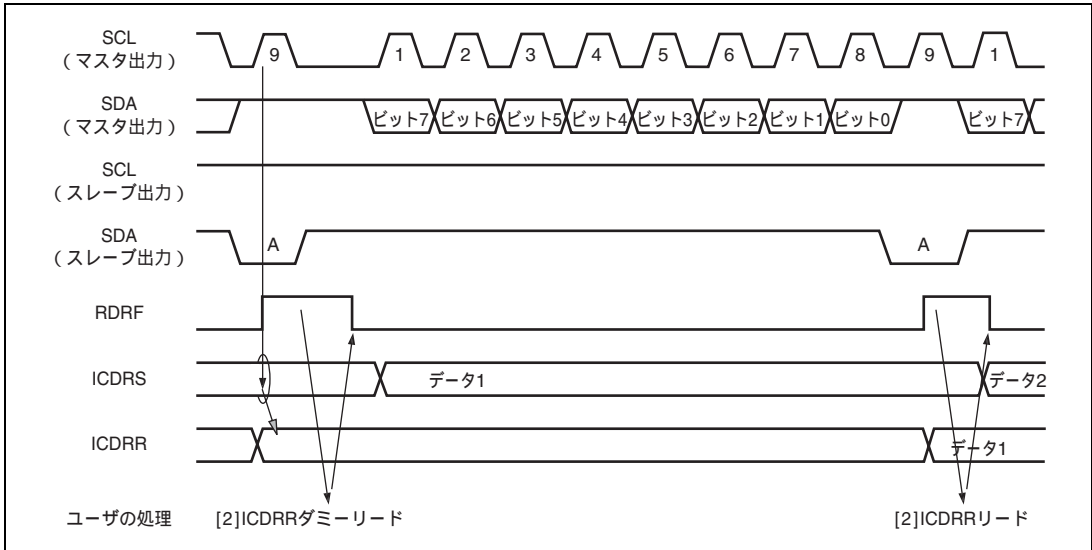 SCL
(マスタ出力)
9 1 2 3 4 5 6 7 8 9 1
SDA
(マスタ出力)
ビット7 ビット6 ビット5 ビット4 ビット3 ビット2 ビット1 ビット0 ビット7
SCL
(スレーブ出力)
SDA
(スレーブ出力)
A A
RDRF
ICDRS
データ1 データ2
ICDRR
データ1
ユーザの処理 [2]ICDRRダミーリード [2]ICDRRリード